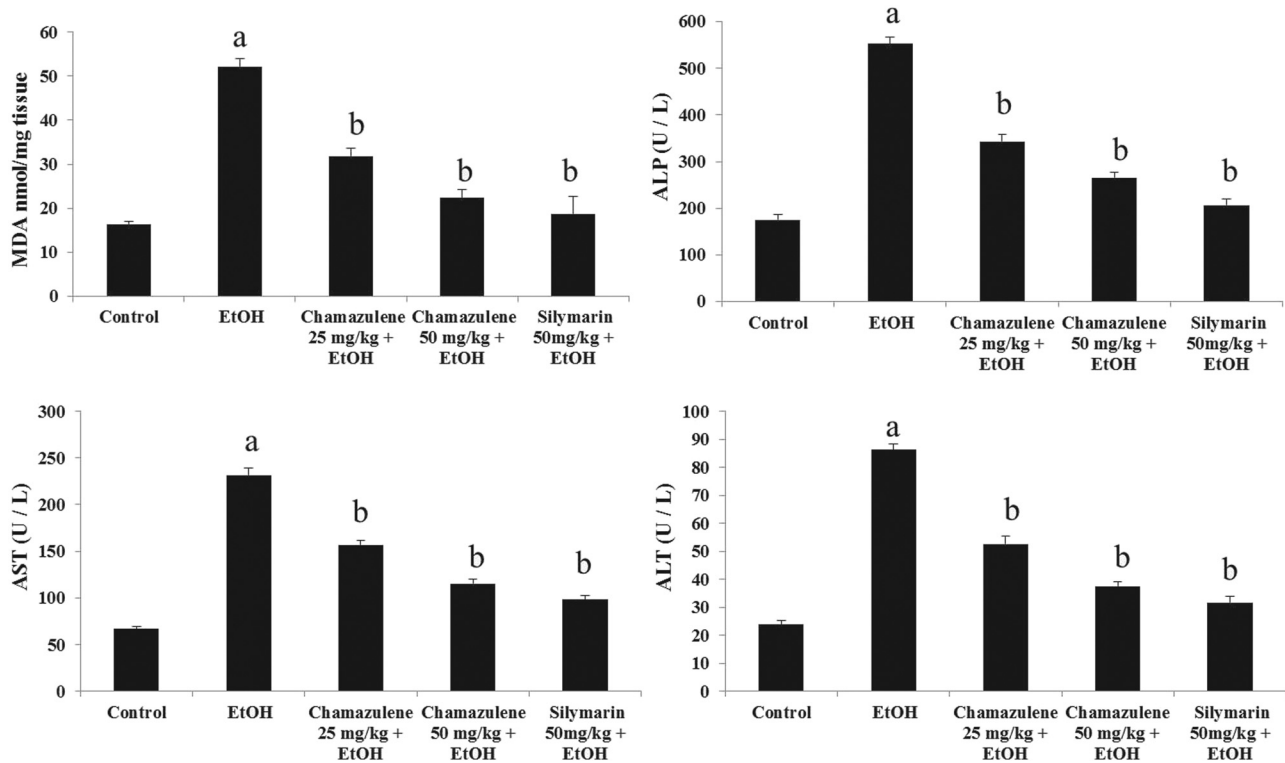 60
50
40
30
20
10
0
MDA nmol/mg tissue
a
b
b
b
Control
EtOH
Chamazulene
25 mg/kg +
EtOH
Chamazulene
50 mg/kg +
EtOH
Silymarin
50mg/kg +
EtOH
600
500
400
300
200
100
0
ALP (U / L)
a
b
b
b
Control
EtOH
Chamazulene
25 mg/kg +
EtOH
Chamazulene
50 mg/kg +
EtOH
Silymarin
50mg/kg +
EtOH
300
250
200
150
100
50
0
AST (U / L)
a
b
b
b
Control
EtOH
Chamazulene
25 mg/kg +
EtOH
Chamazulene
50 mg/kg +
EtOH
Silymarin
50mg/kg +
EtOH
100
90
80
70
60
50
40
30
20
10
0
ALT (U / L)
a
b
b
b
Control
EtOH
Chamazulene
25 mg/kg +
EtOH
Chamazulene
50 mg/kg +
EtOH
Silymarin
50mg/kg +
EtOH